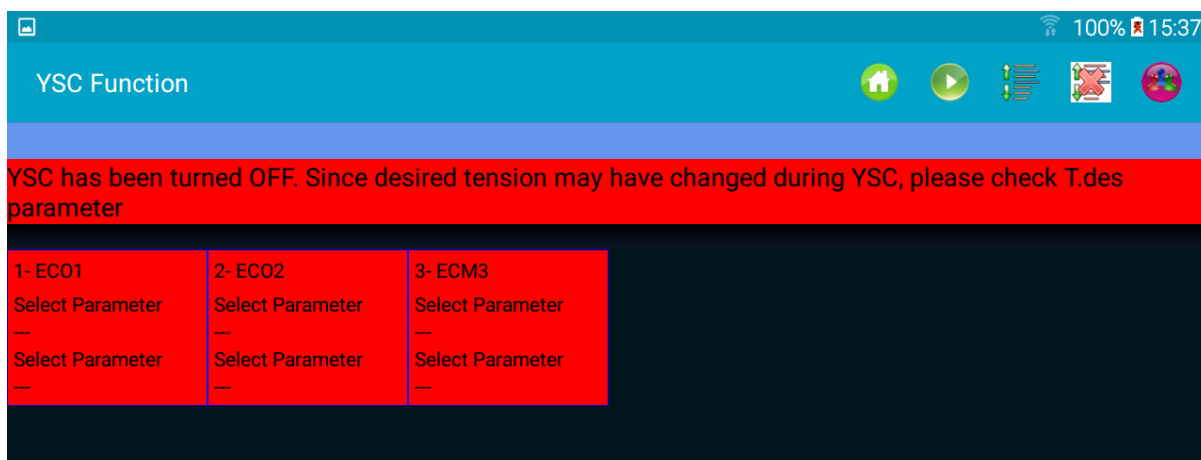 100% 15:37
YSC Function
YSC has been turned OFF. Since desired tension may have changed during YSC, please check T.des
parameter
1- ECO1 2- ECO2 3- ECM3
Select Parameter Select Parameter Select Parameter
--- --- ---
Select Parameter Select Parameter Select Parameter
--- --- ---